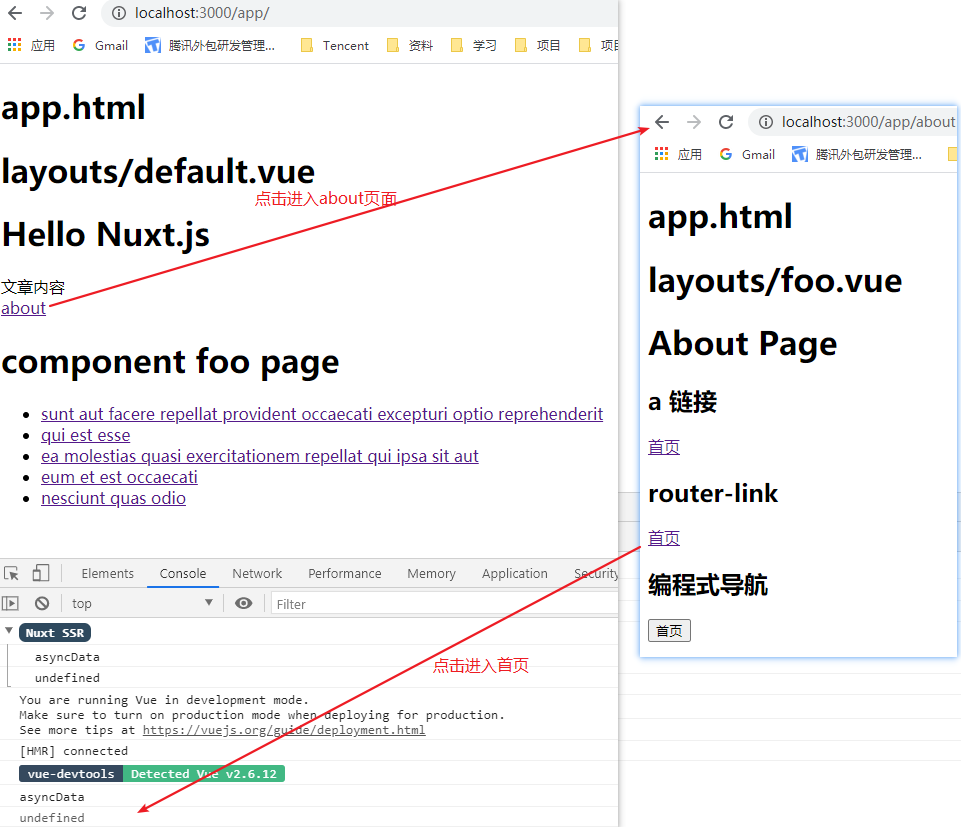 localhost:3000/app/
应用 Gmail 腾讯外包研发管理... Tencent 资料 学习 项目
app.html
layouts/default.vue
点击进入about页面
Hello Nuxt.js
文章内容
about
component foo page
sunt aut facere repellat provident occaecati excepturi optio reprehenderit
qui est esse
ea molestias quasi exercitationem repellat qui ipsa sit aut
eum et est occaecati
nesciunt quas odio
Elements Console Network Performance Memory Application Security
top Filter
Nuxt SSR
asyncData
undefined
点击进入首页
You are running Vue in development mode.
Make sure to turn on production mode when deploying for production.
See more tips at https://vuejs.org/guide/deployment.html
[HMR] connected
vue-devtools Detected Vue v2.6.12
asyncData
undefined
localhost:3000/app/about
应用 Gmail 腾讯外包研发管理...
app.html
layouts/foo.vue
About Page
a 链接
首页
router-link
首页
编程式导航
首页